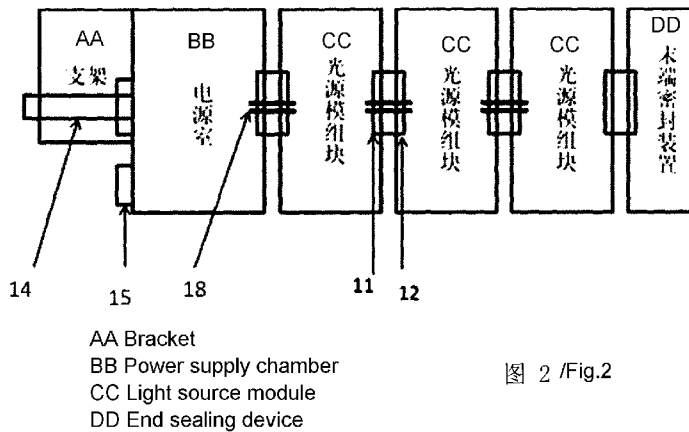 AA
支架
BB
电源室
CC
光源模组块
CC
光源模组块
CC
光源模组块
DD
末端密封装置
14
15
18
11
12
AA Bracket
BB Power supply chamber
CC Light source module
DD End sealing device
图 2 /Fig.2